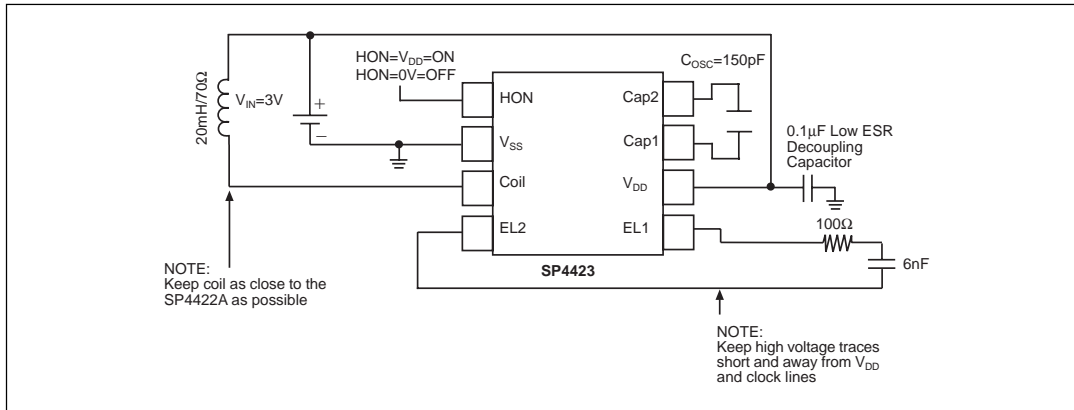 HON=VDD=ON
HON=0V=OFF
COSC=150pF
20mH/70Ω
VIN=3V
+
–
HON
VSS
Coil
EL2
Cap2
Cap1
VDD
EL1
SP4423
0.1μF Low ESR
Decoupling
Capacitor
100Ω
6nF
NOTE:
Keep coil as close to the
SP4422A as possible
NOTE:
Keep high voltage traces
short and away from VDD
and clock lines